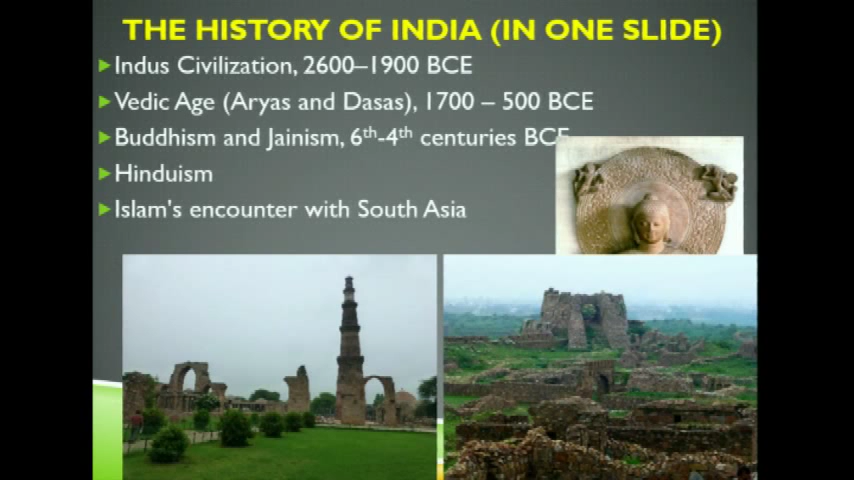 THE HISTORY OF INDIA (IN ONE SLIDE)
Indus Civilization, 2600–1900 BCE
Vedic Age (Aryas and Dasas), 1700 – 500 BCE
Buddhism and Jainism, 6th-4th centuries BCE
Hinduism
Islam's encounter with South Asia